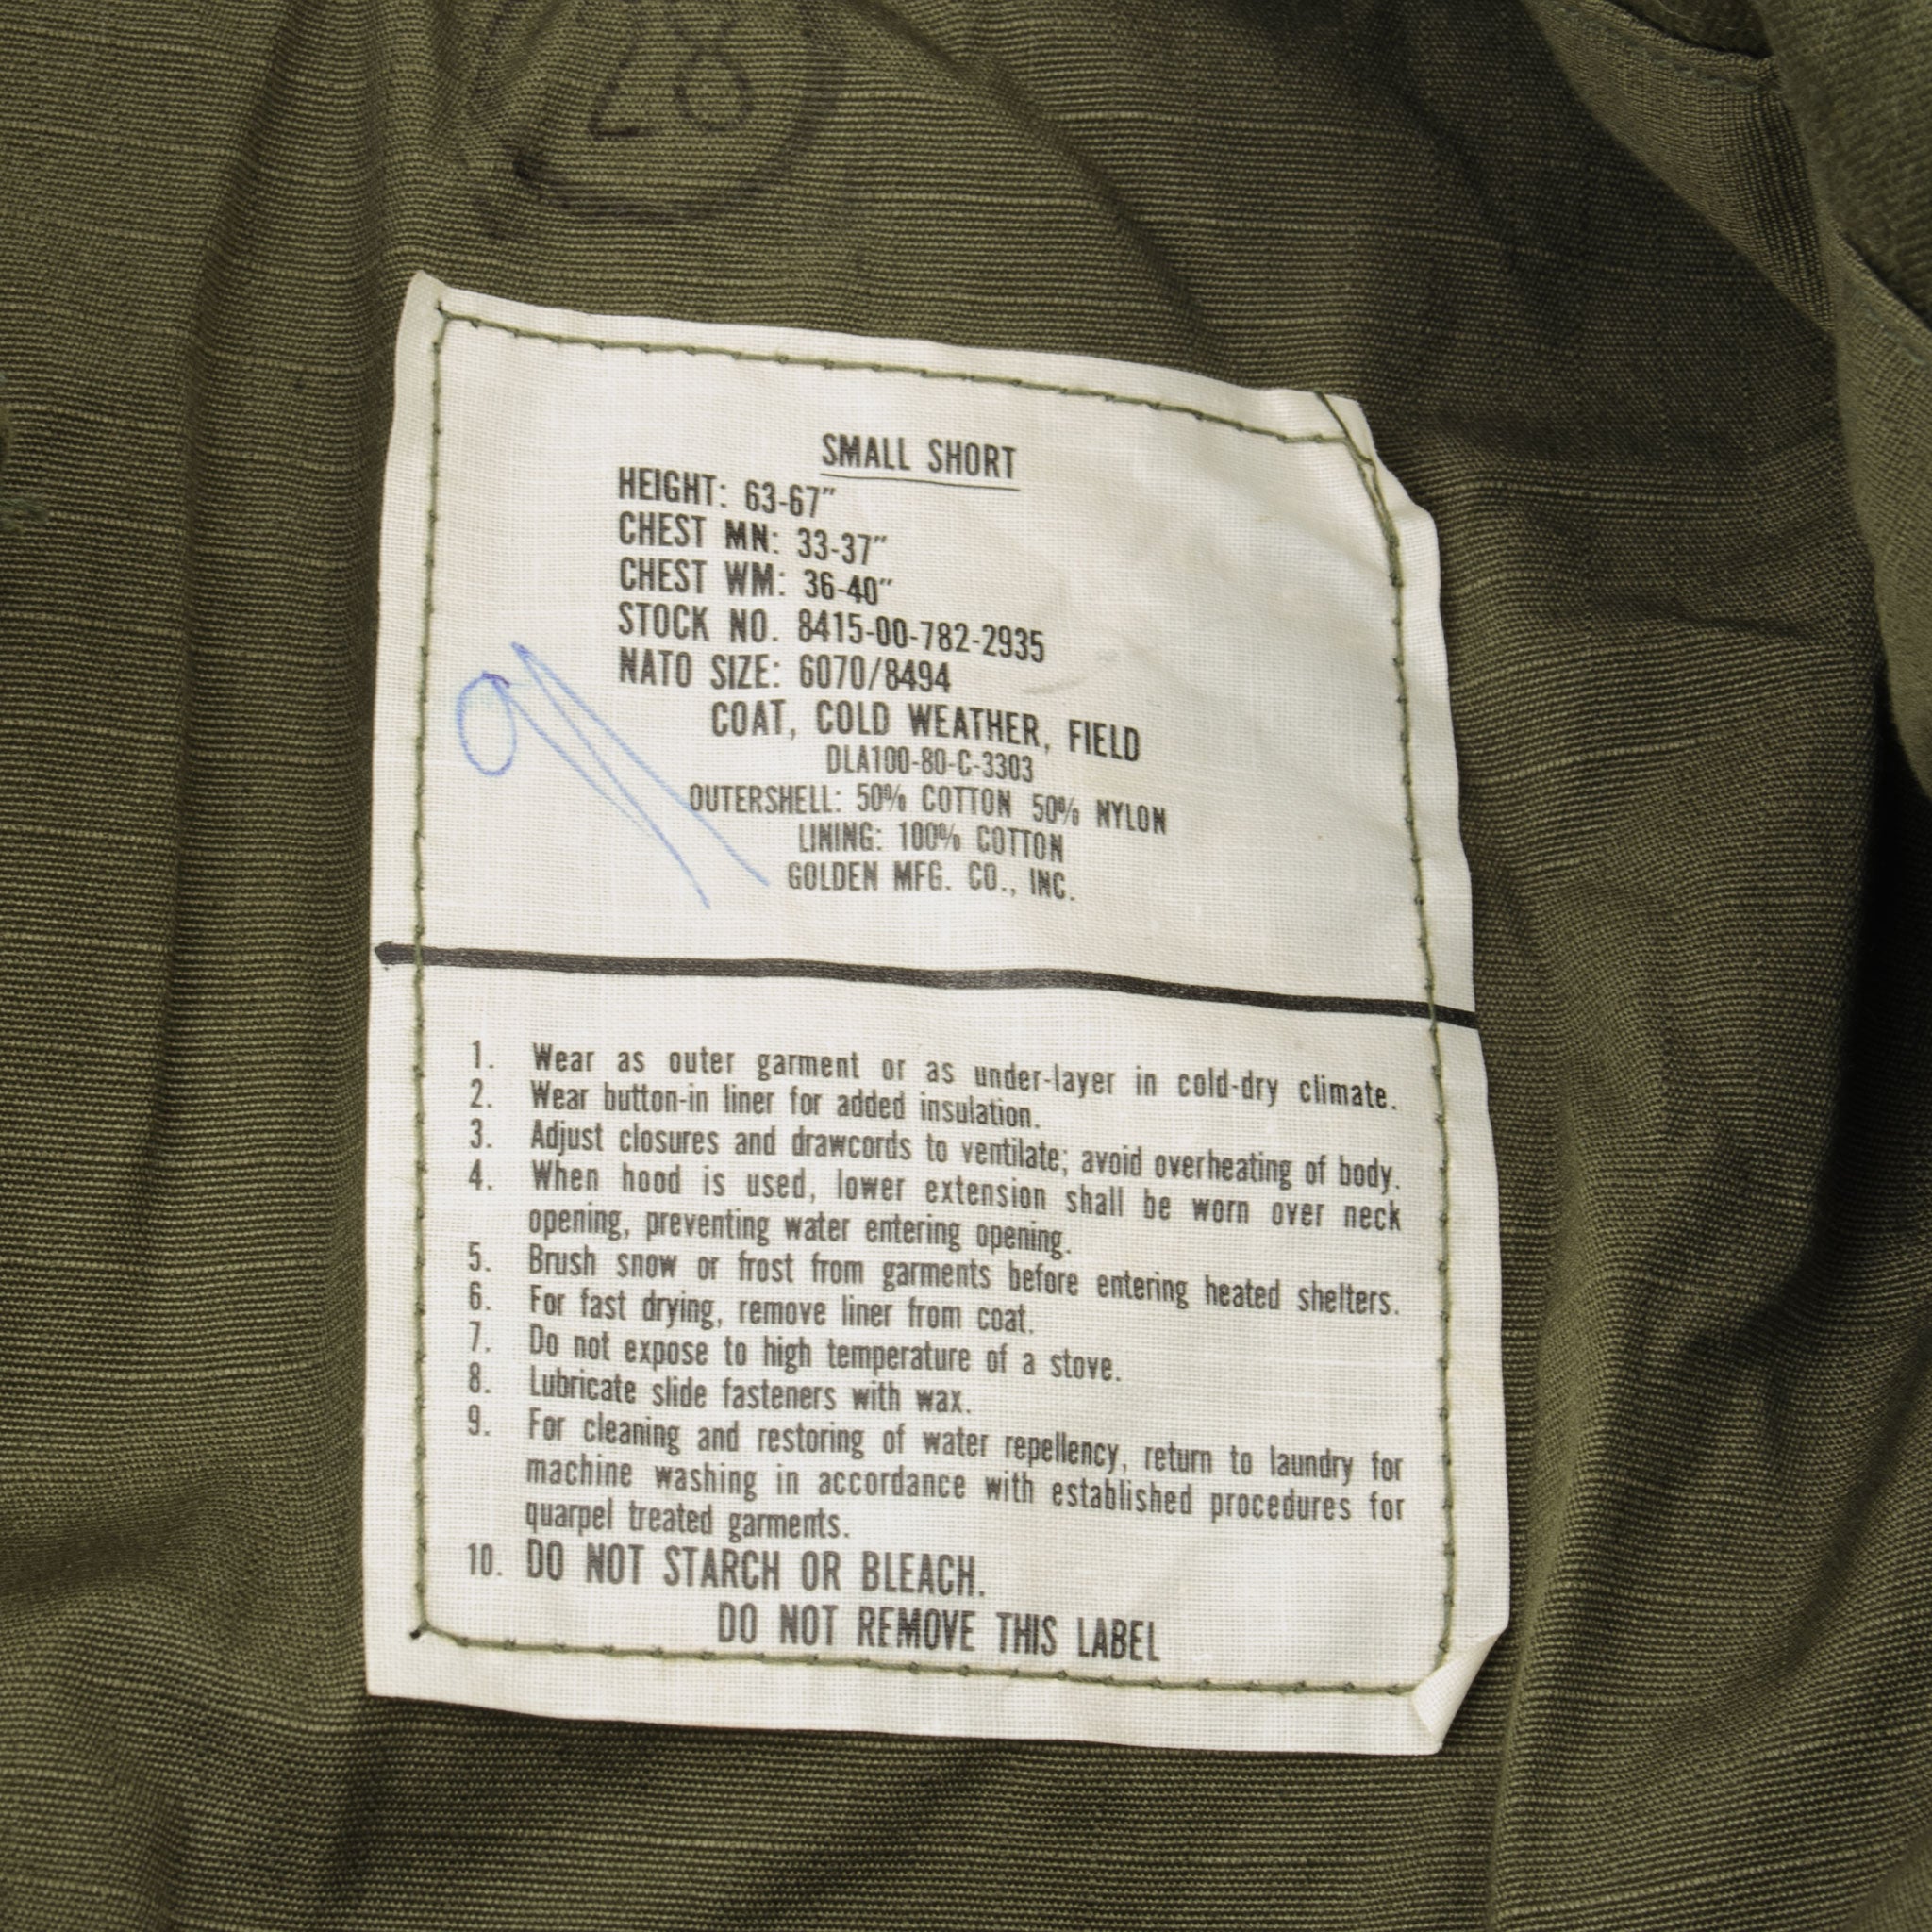 28
SMALL SHORT
HEIGHT: 63-67"
CHEST MN: 33-37"
CHEST WM: 36-40"
STOCK NO. 8415-00-782-2935
NATO SIZE: 6070/8494
COAT, COLD WEATHER, FIELD
DLA100-80-C-3303
OUTERSHELL: 50% COTTON 50% NYLON
LINING: 100% COTTON
GOLDEN MFG. CO., INC.
1. Wear as outer garment or as under-layer in cold-dry climate.
2. Wear button-in liner for added insulation.
3. Adjust closures and drawcords to ventilate; avoid overheating of body.
4. When hood is used, lower extension shall be worn over neck
opening, preventing water entering opening.
5. Brush snow or frost from garments before entering heated shelters.
6. For fast drying, remove liner from coat.
7. Do not expose to high temperature of a stove.
8. Lubricate slide fasteners with wax.
9. For cleaning and restoring of water repellency, return to laundry for
machine washing in accordance with established procedures for
quarpel treated garments.
10. DO NOT STARCH OR BLEACH.
DO NOT REMOVE THIS LABEL